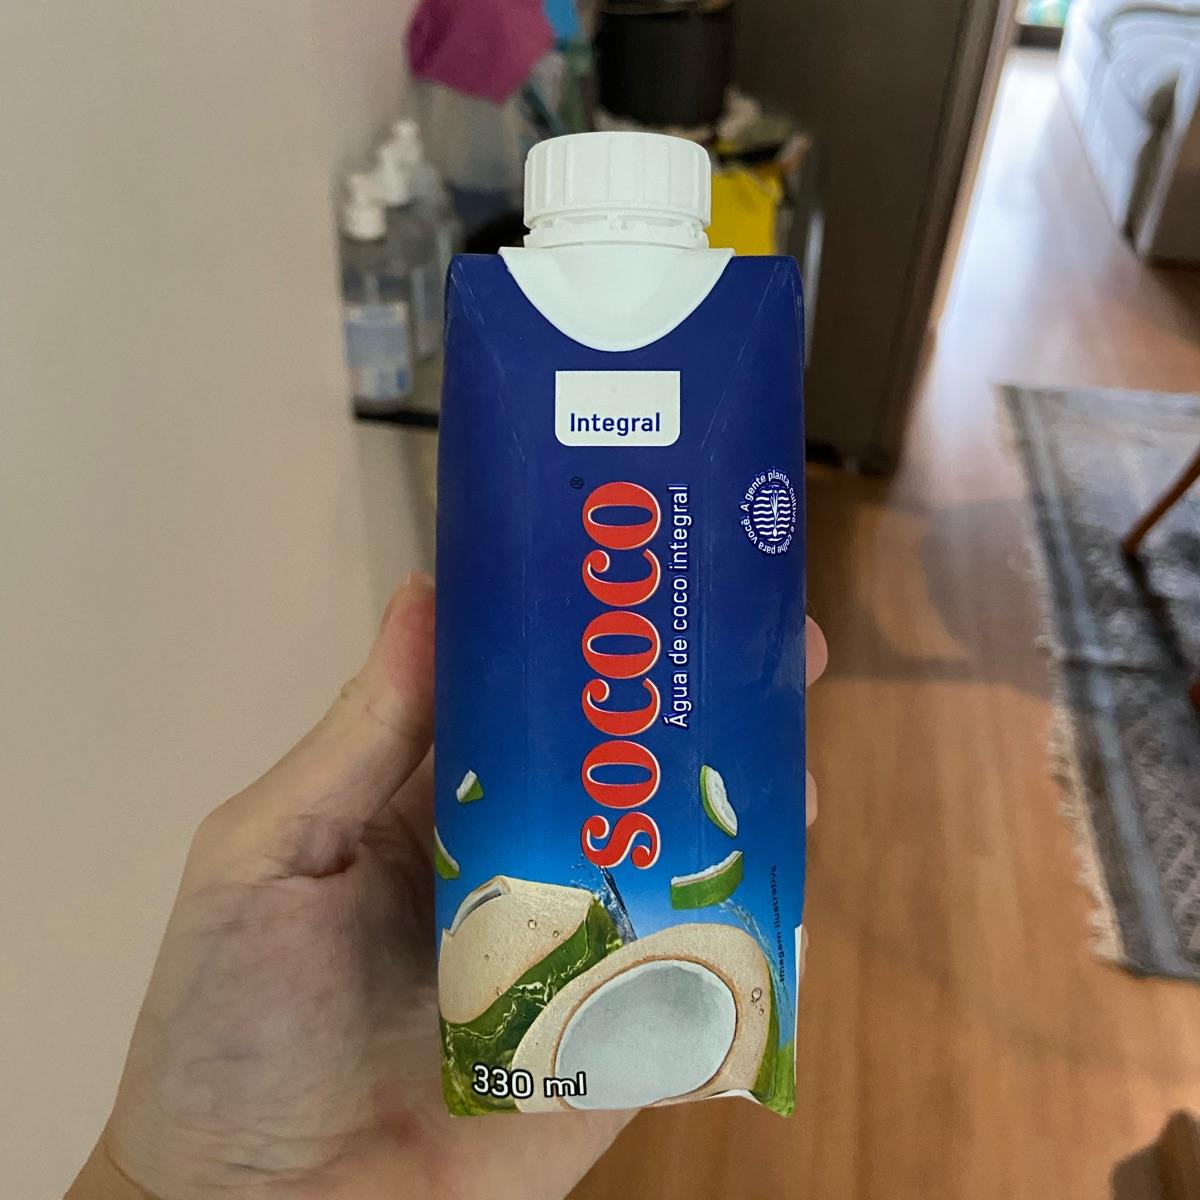 Integral
SOCOCO®
Água de coco integral
A gente planta, cultiva e colhe para você.
Imagem ilustrativa
330 ml